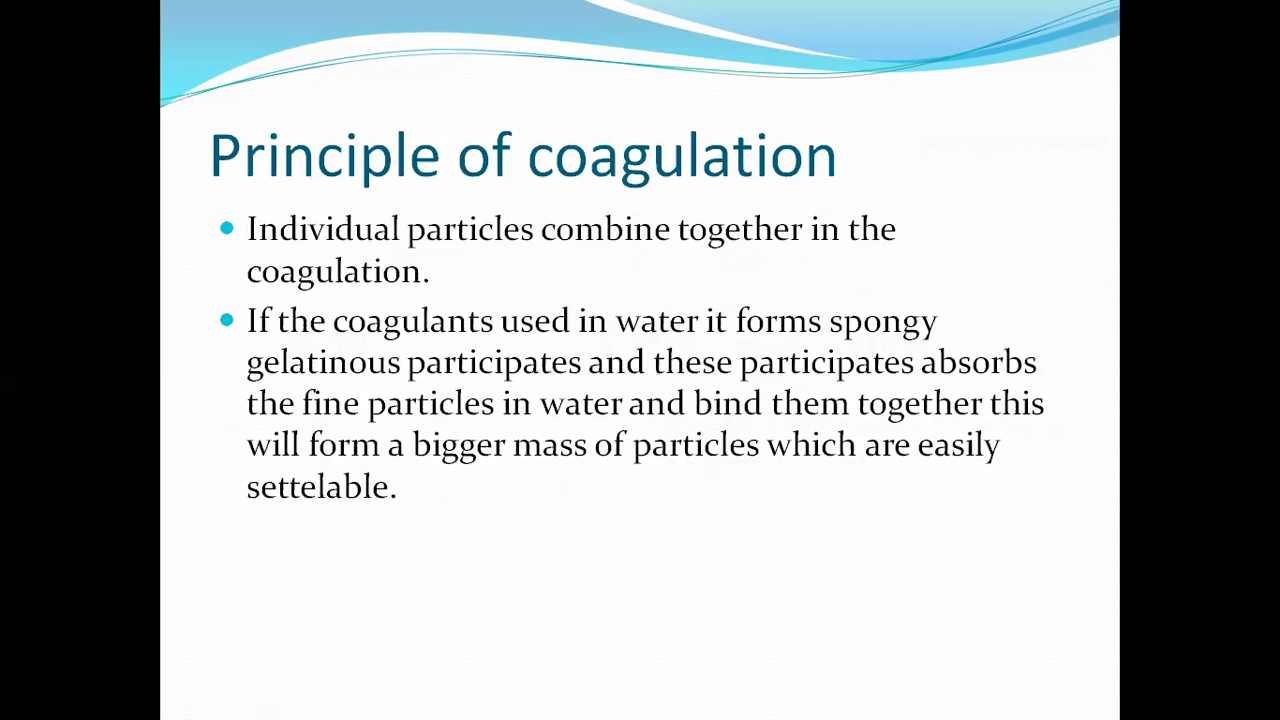 Principle of coagulation
Individual particles combine together in the
coagulation.
If the coagulants used in water it forms spongy
gelatinous participates and these participates absorbs
the fine particles in water and bind them together this
will form a bigger mass of particles which are easily
settelable.